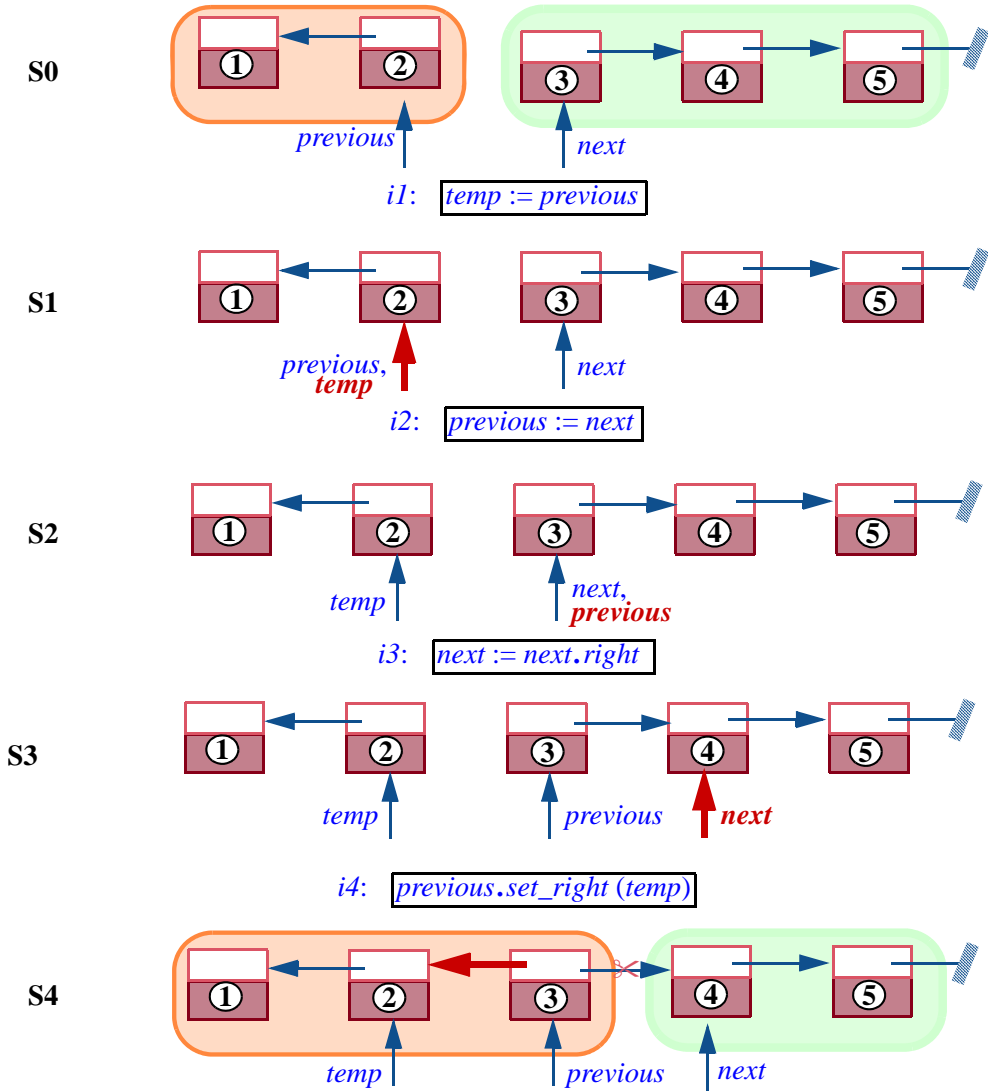 S0
1 2 3 4 5
previous next
i1: temp := previous
S1
1 2 3 4 5
previous, next
temp
i2: previous := next
S2
1 2 3 4 5
temp next,
previous
i3: next := next.right
S3
1 2 3 4 5
temp previous next
i4: previous.set_right (temp)
S4
1 2 3 4 5
temp previous next